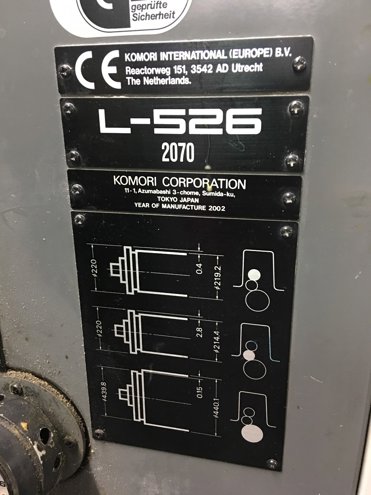 geprüfte
Sicherheit
CE KOMORI INTERNATIONAL (EUROPE) B.V.
Reactorweg 151, 3542 AD Utrecht
The Netherlands.
L-526
2070
KOMORI CORPORATION
11-1, Azumabashi 3-chome, Sumida-ku,
TOKYO JAPAN
YEAR OF MANUFACTURE 2002
ø220
0.4
ø219.2
ø220
2.8
ø214.4
ø439.8
0.15
ø440.1